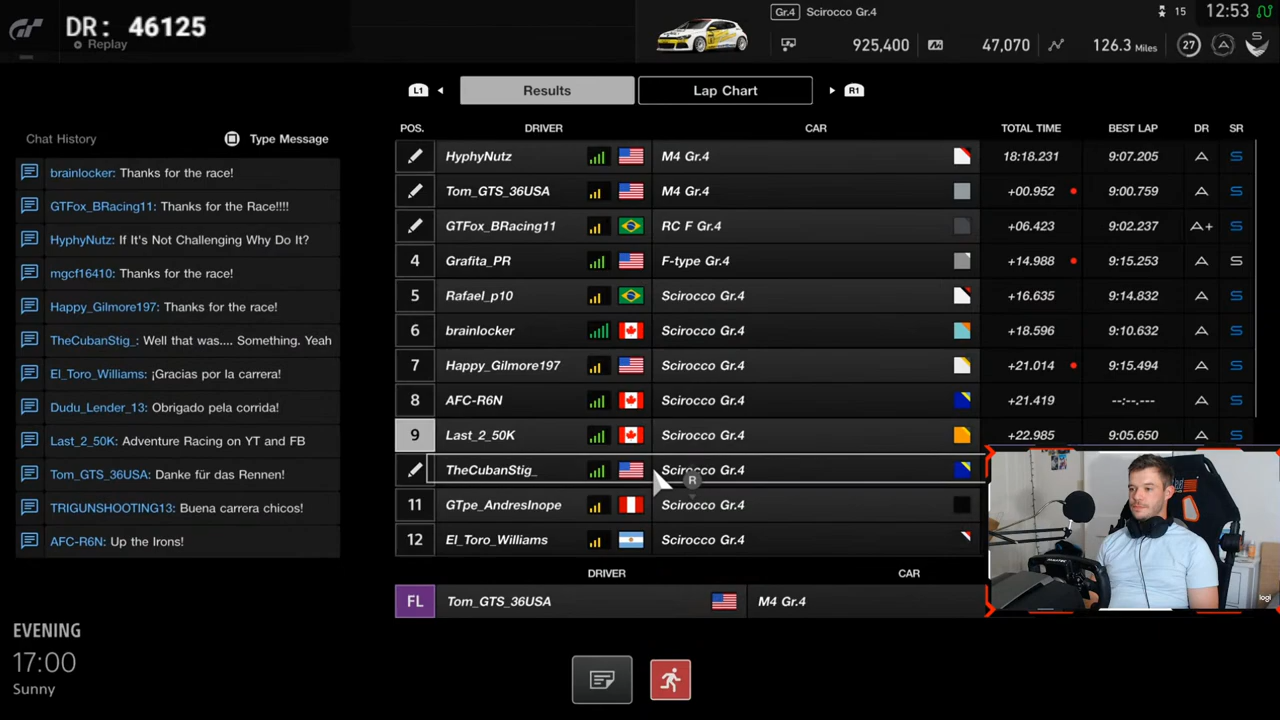 DR: 46125
Replay
Gr.4 Scirocco Gr.4
925,400 47,070 126.3 Miles 27 A S
15 12:53
L1 Results Lap Chart R1
Chat History Type Message
brainlocker: Thanks for the race!
GTFox_BRacing11: Thanks for the Race!!!!
HyphyNutz: If It's Not Challenging Why Do It?
mgcf16410: Thanks for the race!
Happy_Gilmore197: Thanks for the race!
TheCubanStig_: Well that was.... Something. Yeah
El_Toro_Williams: ¡Gracias por la carrera!
Dudu_Lender_13: Obrigado pela corrida!
Last_2_50K: Adventure Racing on YT and FB
Tom_GTS_36USA: Danke für das Rennen!
TRIGUNSHOOTING13: Buena carrera chicos!
AFC-R6N: Up the Irons!
POS. DRIVER CAR TOTAL TIME BEST LAP DR SR
HyphyNutz M4 Gr.4 18:18.231 9:07.205 A S
Tom_GTS_36USA M4 Gr.4 +00.952 9:00.759 A S
GTFox_BRacing11 RC F Gr.4 +06.423 9:02.237 A+ S
4 Grafita_PR F-type Gr.4 +14.988 9:15.253 A S
5 Rafael_p10 Scirocco Gr.4 +16.635 9:14.832 A S
6 brainlocker Scirocco Gr.4 +18.596 9:10.632 A S
7 Happy_Gilmore197 Scirocco Gr.4 +21.014 9:15.494 A S
8 AFC-R6N Scirocco Gr.4 +21.419 --:--.--- A S
9 Last_2_50K Scirocco Gr.4 +22.985 9:05.650 A S
TheCubanStig_ Scirocco Gr.4
R
11 GTpe_AndresInope Scirocco Gr.4
12 El_Toro_Williams Scirocco Gr.4
DRIVER CAR
FL Tom_GTS_36USA M4 Gr.4
logi
EVENING
17:00
Sunny